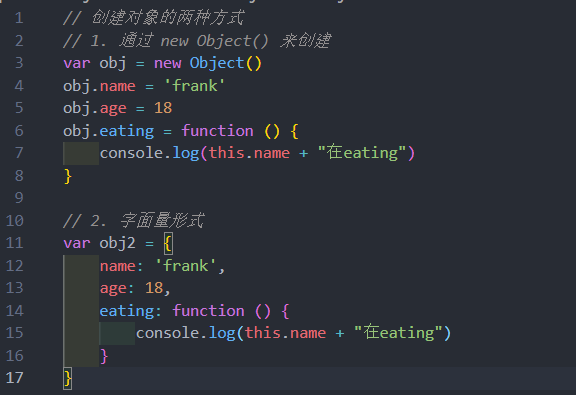 1 // 创建对象的两种方式
2 // 1. 通过 new Object() 来创建
3 var obj = new Object()
4 obj.name = 'frank'
5 obj.age = 18
6 obj.eating = function () {
7     console.log(this.name + "在eating")
8 }
9
10 // 2. 字面量形式
11 var obj2 = {
12     name: 'frank',
13     age: 18,
14     eating: function () {
15         console.log(this.name + "在eating")
16     }
17 }